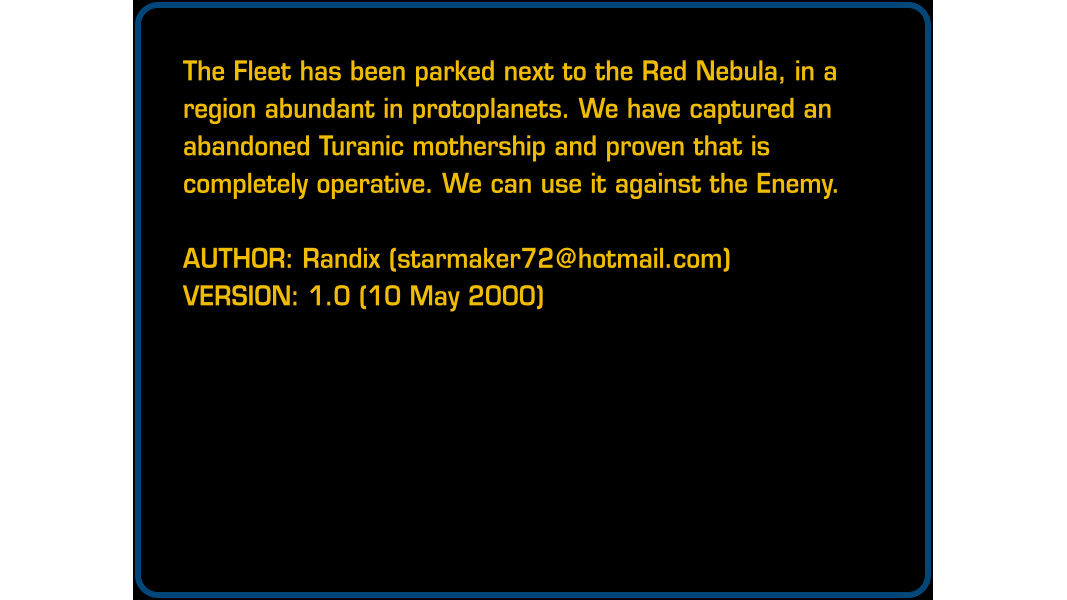 The Fleet has been parked next to the Red Nebula, in a
region abundant in protoplanets. We have captured an
abandoned Turanic mothership and proven that is
completely operative. We can use it against the Enemy.
AUTHOR: Randix (starmaker72@hotmail.com)
VERSION: 1.0 (10 May 2000)